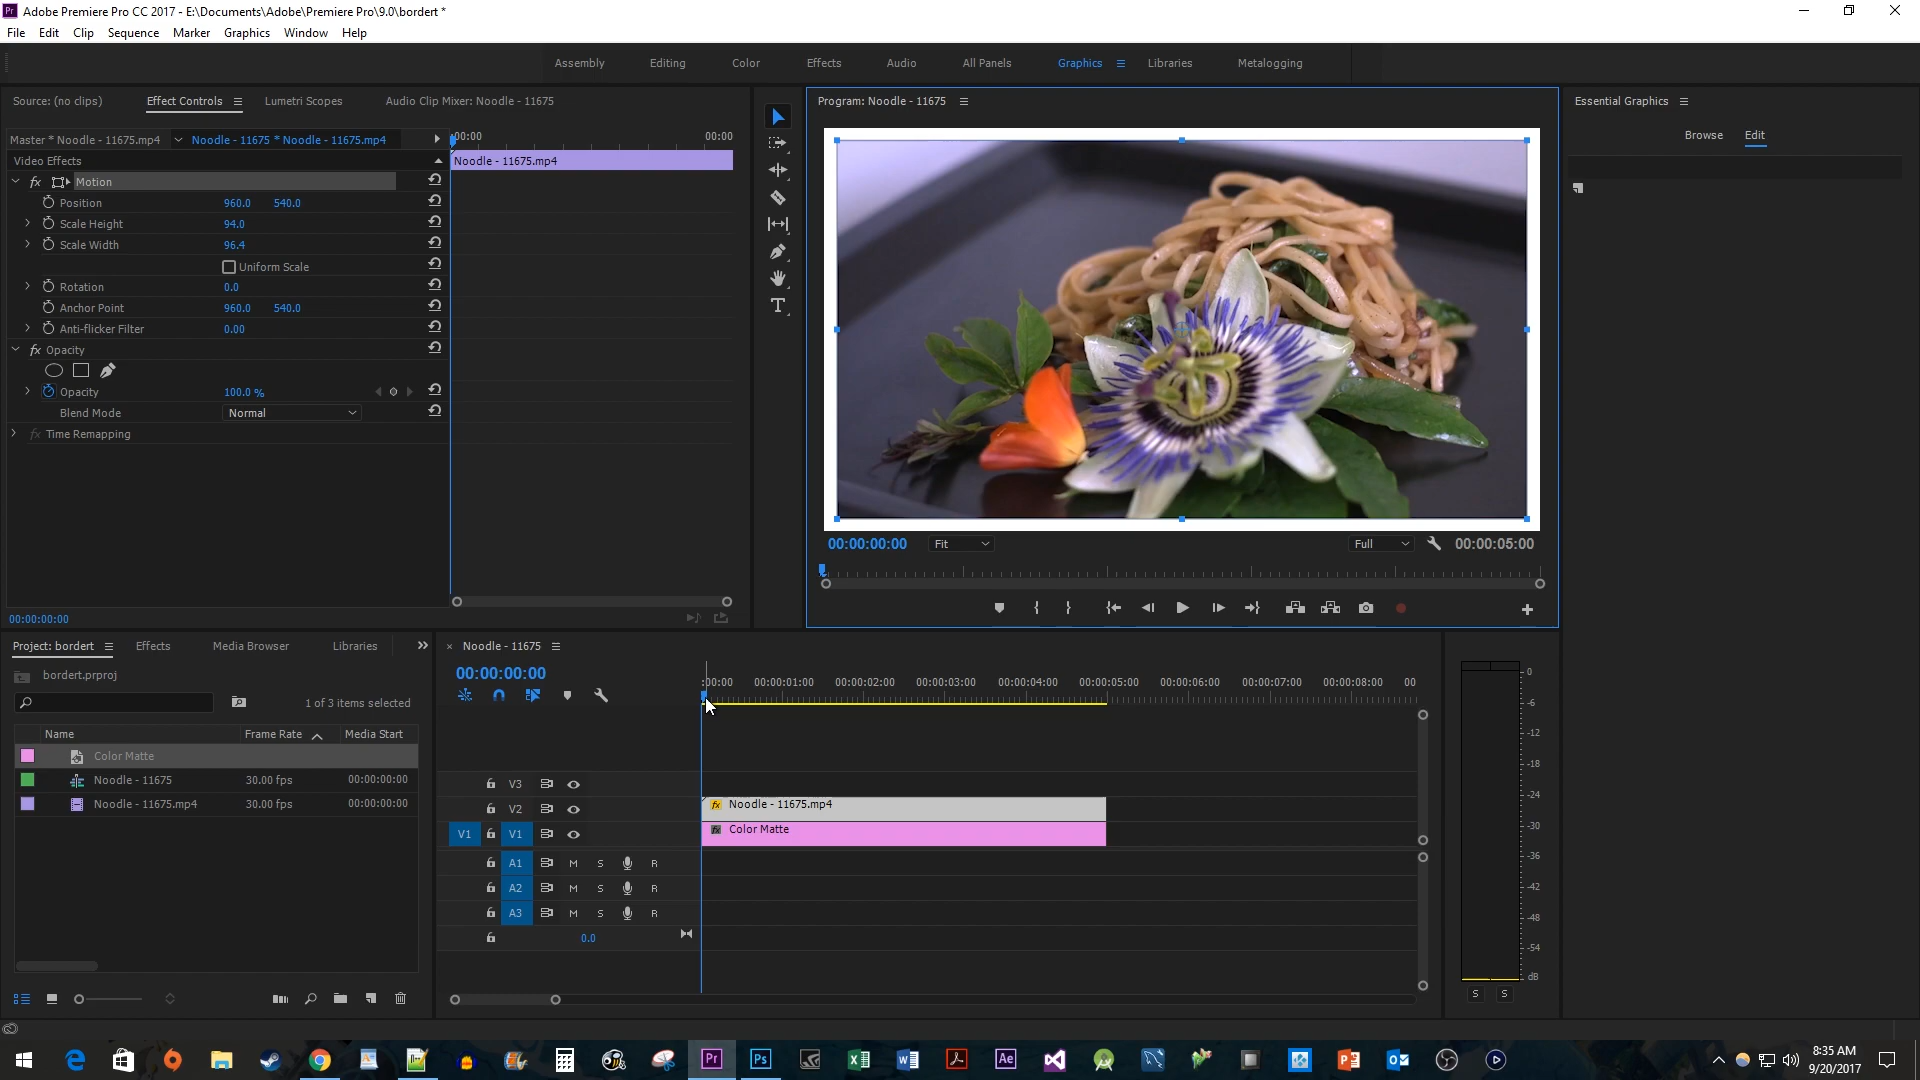 Pr Adobe Premiere Pro CC 2017 - E:\Documents\Adobe\Premiere Pro\9.0\bordert *
File Edit Clip Sequence Marker Graphics Window Help
Assembly Editing Color Effects Audio All Panels Graphics Libraries Metalogging
Source: (no clips) Effect Controls Lumetri Scopes Audio Clip Mixer: Noodle - 11675
Program: Noodle - 11675
Essential Graphics
Browse Edit
Master * Noodle - 11675.mp4 Noodle - 11675 * Noodle - 11675.mp4
:00:00 00:00
Video Effects
Noodle - 11675.mp4
fx Motion
Position 960.0 540.0
Scale Height 94.0
Scale Width 96.4
Uniform Scale
Rotation 0.0
Anchor Point 960.0 540.0
Anti-flicker Filter 0.00
fx Opacity
Opacity 100.0 %
Blend Mode Normal
fx Time Remapping
00:00:00:00
00:00:00:00 Fit Full 00:00:05:00
Project: bordert Effects Media Browser Libraries
bordert.prproj
1 of 3 items selected
Name Frame Rate Media Start
Color Matte
Noodle - 11675 30.00 fps 00:00:00:00
Noodle - 11675.mp4 30.00 fps 00:00:00:00
× Noodle - 11675
00:00:00:00
:00:00 00:00:01:00 00:00:02:00 00:00:03:00 00:00:04:00 00:00:05:00 00:00:06:00 00:00:07:00 00:00:08:00 00
V3
V2 fx Noodle - 11675.mp4
V1 V1 fx Color Matte
A1 M S R
A2 M S R
A3 M S R
0.0
0
-6
-12
-18
-24
-30
-36
-42
-48
-54
dB
S S
Pr Ps Ae
8:35 AM
9/20/2017